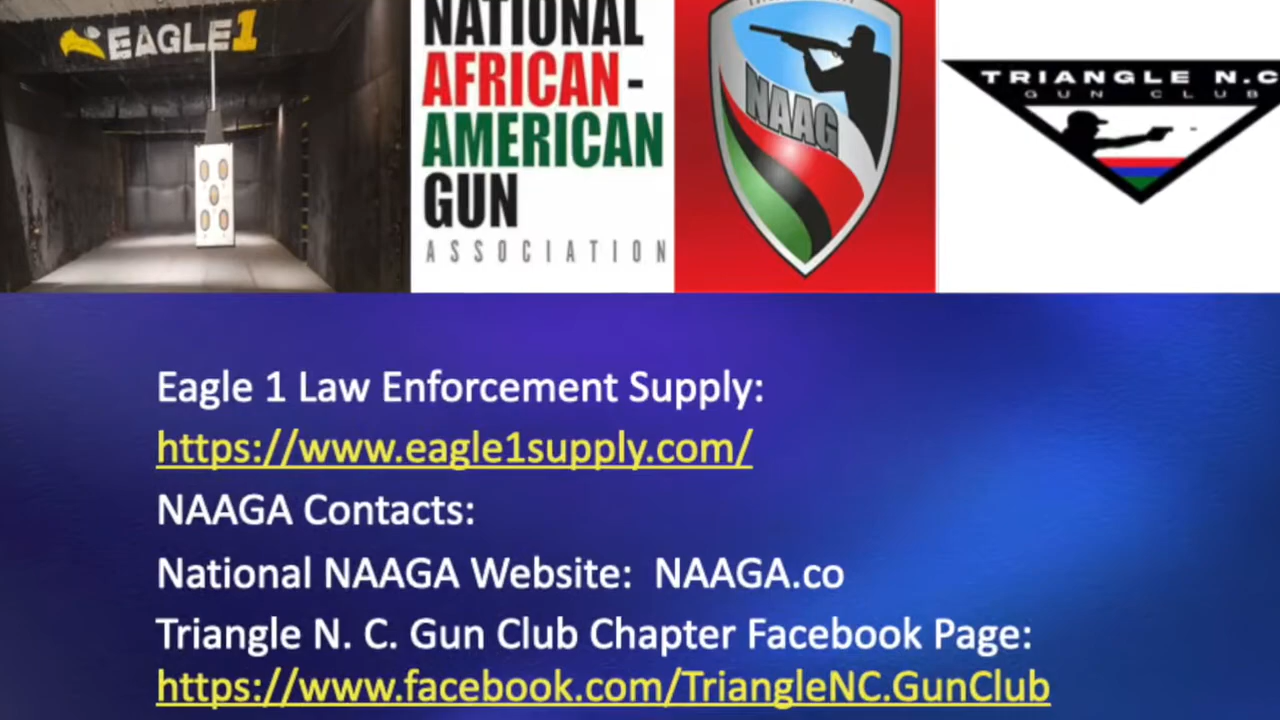 EAGLE1
NATIONAL
AFRICAN-
AMERICAN
GUN
ASSOCIATION
NAAG
TRIANGLE N.C
GUN CLUB
Eagle 1 Law Enforcement Supply:
https://www.eagle1supply.com/
NAAGA Contacts:
National NAAGA Website: NAAGA.co
Triangle N. C. Gun Club Chapter Facebook Page:
https://www.facebook.com/TriangleNC.GunClub